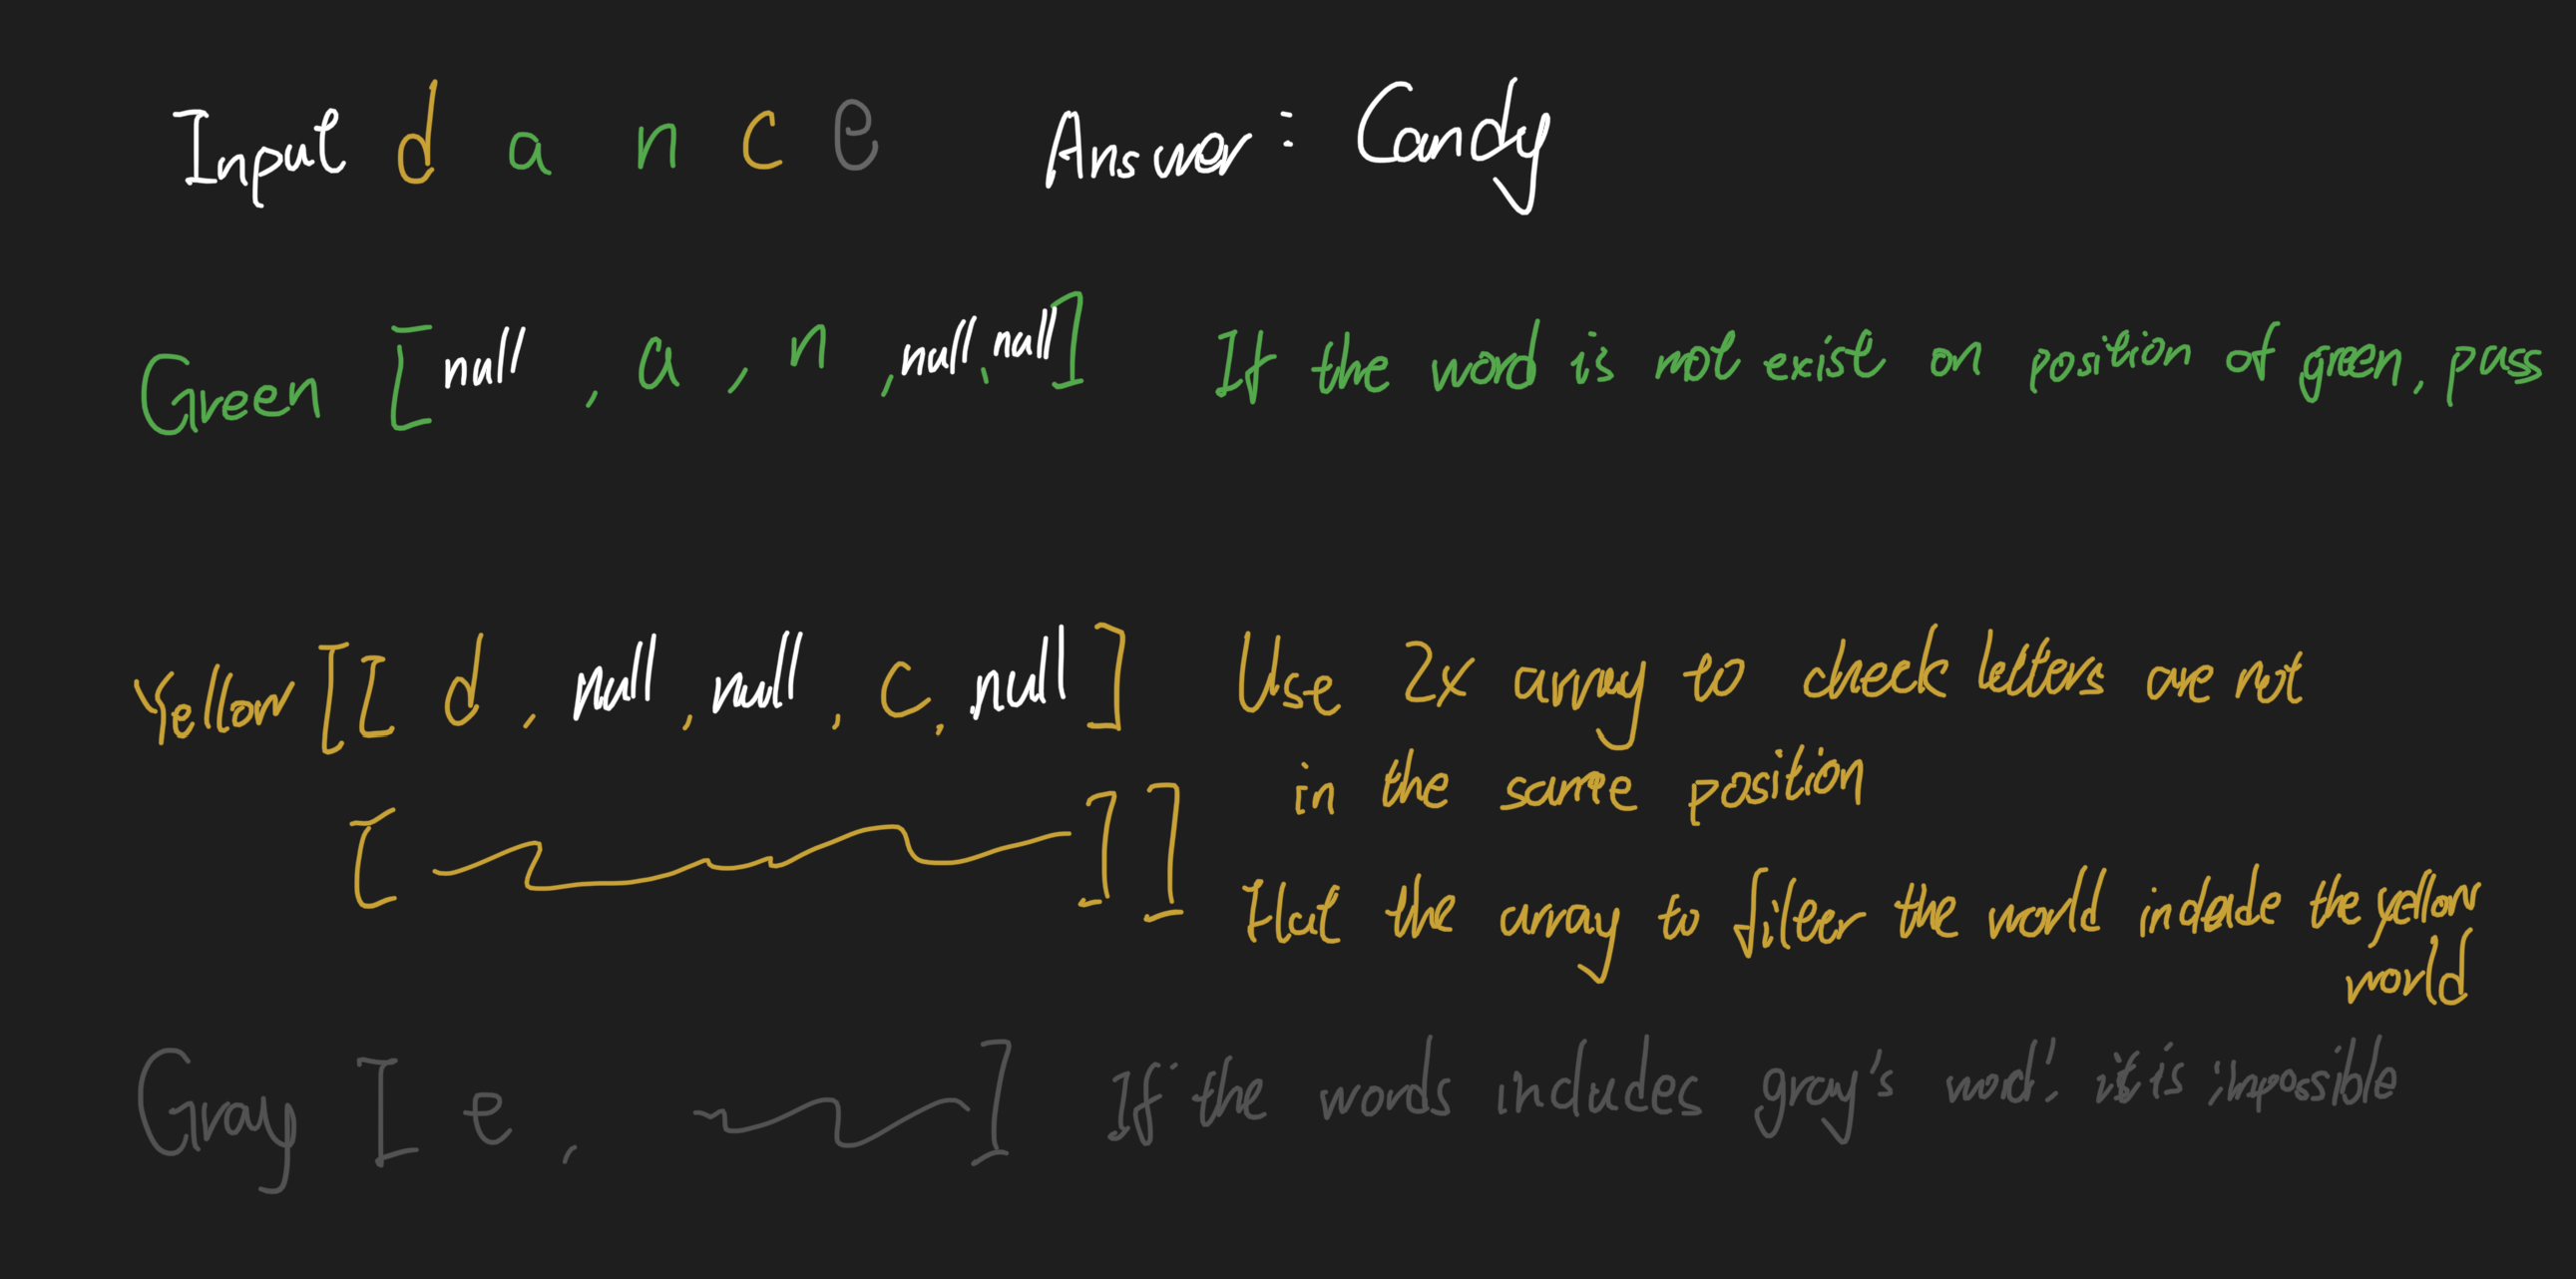 Input d a n c e Answer : Candy
Green [ null , a , n , null, null ] If the word is not exist on position of green, pass
Yellow [[ d , null , null , c , null ] Use 2x array to check letters are not
in the same position
[ ]] Flat the array to filter the world include the yellow
world
Gray [ e , ] If the words includes gray's word, it is impossible